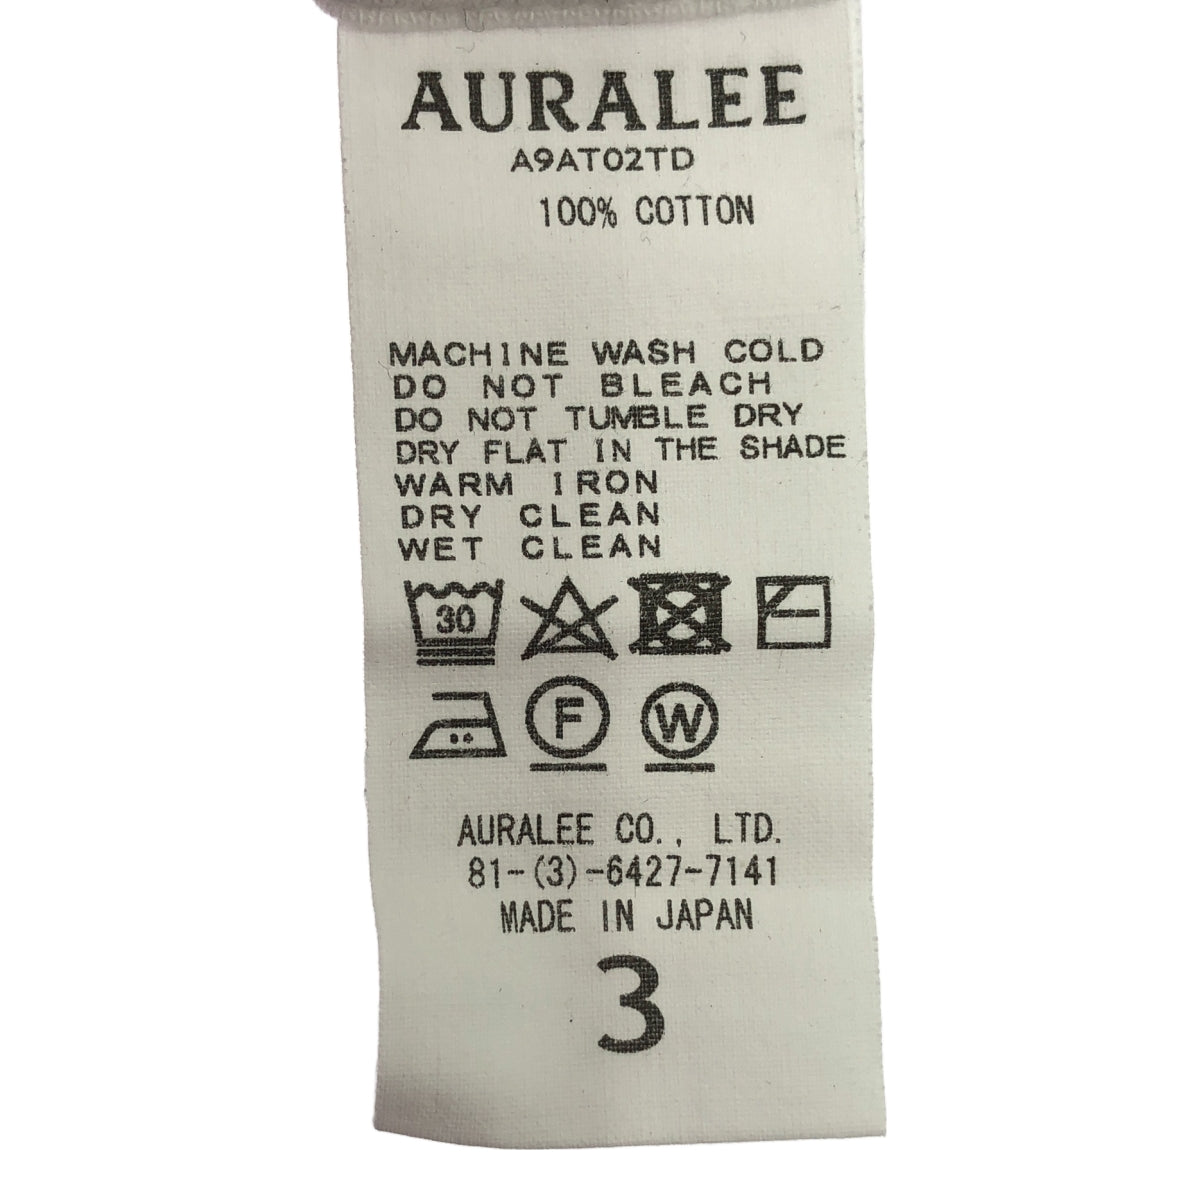 AURALEE
A9AT02TD
100% COTTON
MACHINE WASH COLD
DO NOT BLEACH
DO NOT TUMBLE DRY
DRY FLAT IN THE SHADE
WARM IRON
DRY CLEAN
WET CLEAN
30
F W
AURALEE CO., LTD.
81-(3)-6427-7141
MADE IN JAPAN
3